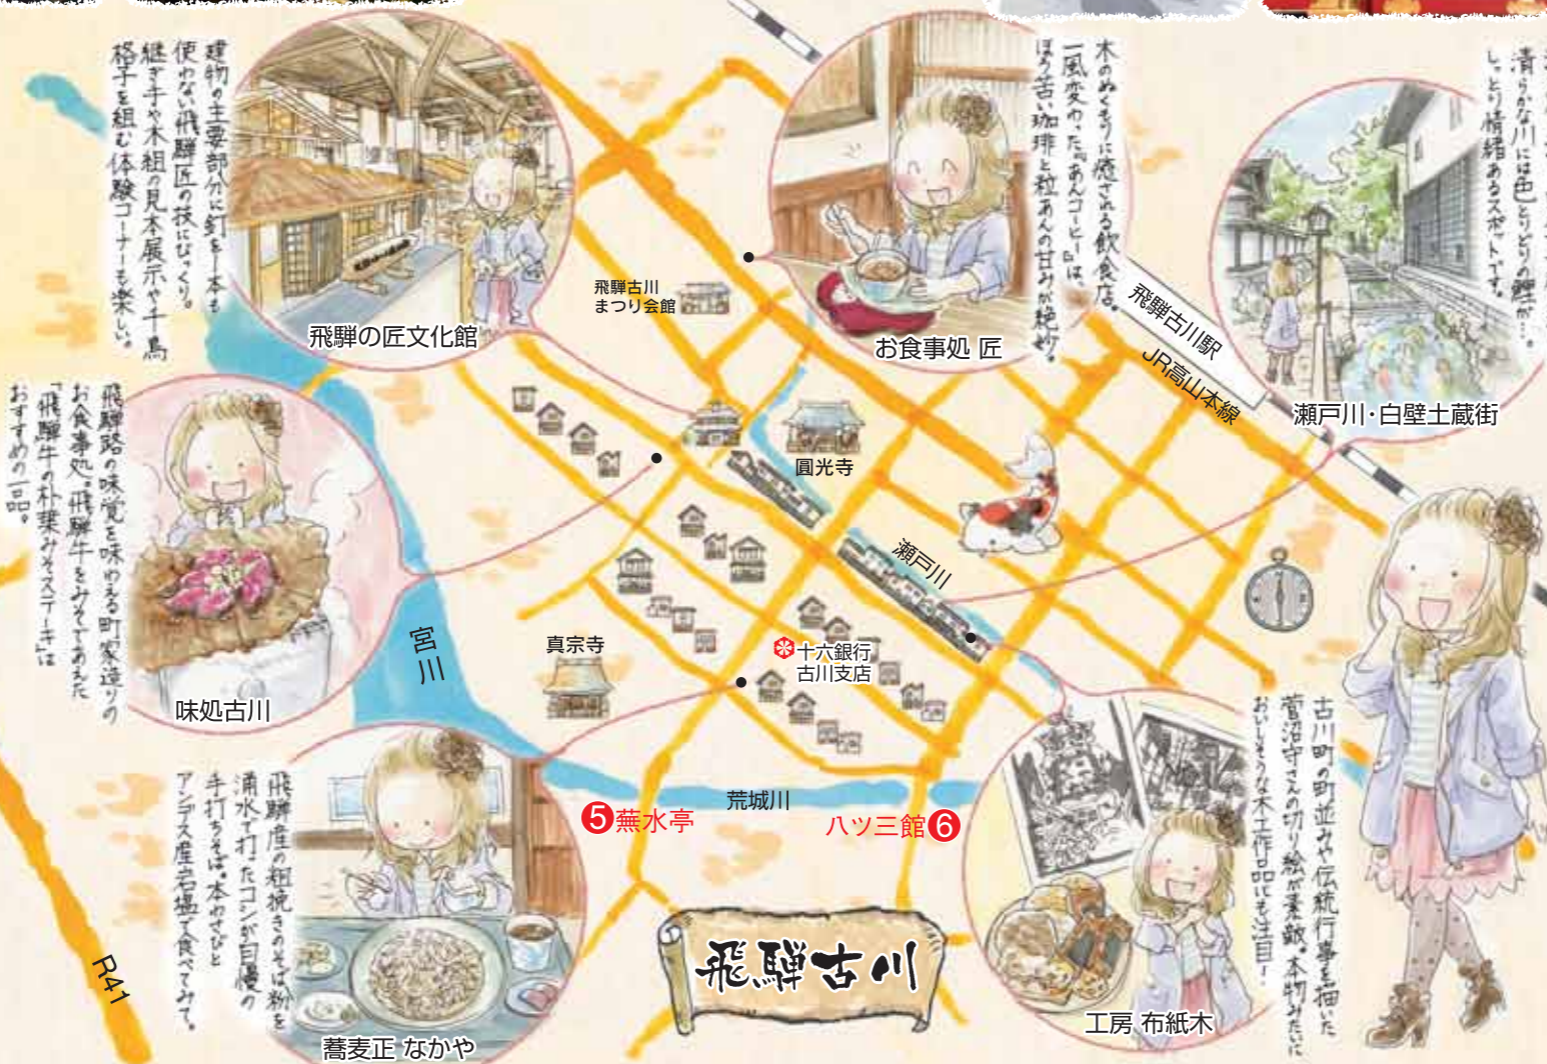 建物の主要部分に釘を一本も
使わない飛騨匠の技にびっくり。
継ぎ手や木組の見本展示や千鳥
格子を組む体験コーナーも楽しい。
飛騨の匠文化館
飛騨古川
まつり会館
木のぬくもりに癒される飲食店。
一風変わった『あんコーヒー』は、
ほろ苦い珈琲と粒あんの甘みが絶妙。
お食事処 匠
飛騨古川駅
JR高山本線
清らかな川には色とりどりの鯉が…。
しっとり情緒あるスポットです。
瀬戸川・白壁土蔵街
飛騨路の味覚を味わえる町家造りの
お食事処。飛騨牛をみそであえた
「飛騨牛の朴葉みそステーキ」は
おすすめの一品。
味処古川
圓光寺
瀬戸川
宮川
真宗寺
十六銀行
古川支店
飛騨産の粗挽きのそば粉を
湧水で打ったコシが自慢の
手打ちそば。本わさびと
アンデス産岩塩で食べてみて。
蕎麦正 なかや
5蕪水亭
荒城川
八ツ三館6
古川町の町並みや伝統行事を描いた
菅沼守さんの切り絵が素敵。本物みたいに
おいしそうな木工作品にも注目!
工房 布紙木
R41
飛騨古川